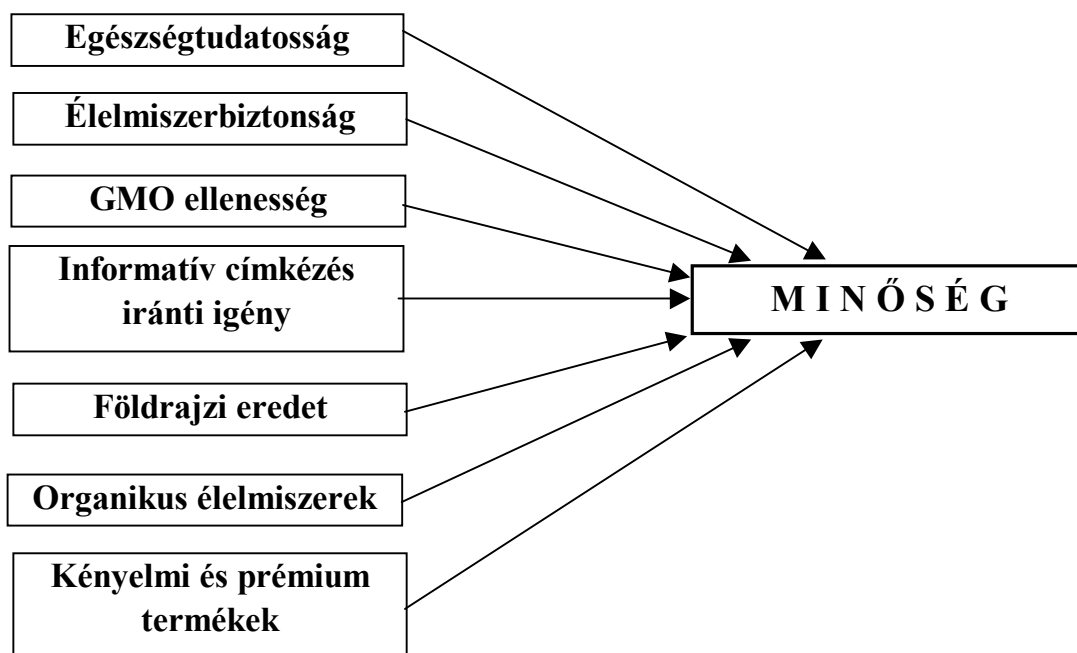 Egészségtudatosság
Élelmiszerbiztonság
GMO ellenesség
Informatív címkézés
iránti igény
M I N Ő S É G
Földrajzi eredet
Organikus élelmiszerek
Kényelmi és prémium
termékek